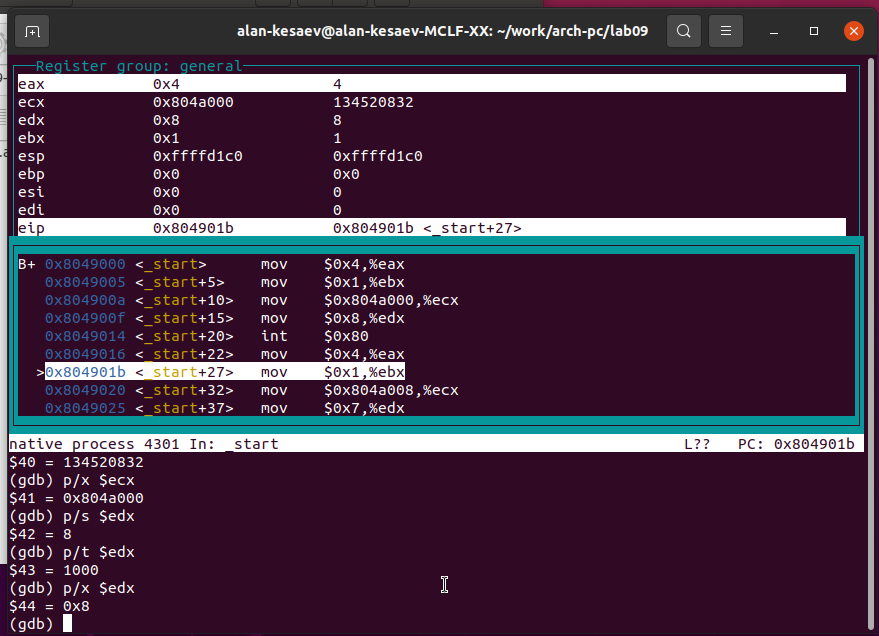 alan-kesaev@alan-kesaev-MCLF-XX: ~/work/arch-pc/lab09
Register group: general
eax 0x4 4
ecx 0x804a000 134520832
edx 0x8 8
ebx 0x1 1
esp 0xffffd1c0 0xffffd1c0
ebp 0x0 0x0
esi 0x0 0
edi 0x0 0
eip 0x804901b 0x804901b <_start+27>
B+ 0x8049000 <_start> mov $0x4,%eax
0x8049005 <_start+5> mov $0x1,%ebx
0x804900a <_start+10> mov $0x804a000,%ecx
0x804900f <_start+15> mov $0x8,%edx
0x8049014 <_start+20> int $0x80
0x8049016 <_start+22> mov $0x4,%eax
>0x804901b <_start+27> mov $0x1,%ebx
0x8049020 <_start+32> mov $0x804a008,%ecx
0x8049025 <_start+37> mov $0x7,%edx
native process 4301 In: _start L?? PC: 0x804901b
$40 = 134520832
(gdb) p/x $ecx
$41 = 0x804a000
(gdb) p/s $edx
$42 = 8
(gdb) p/t $edx
$43 = 1000
(gdb) p/x $edx
$44 = 0x8
(gdb)